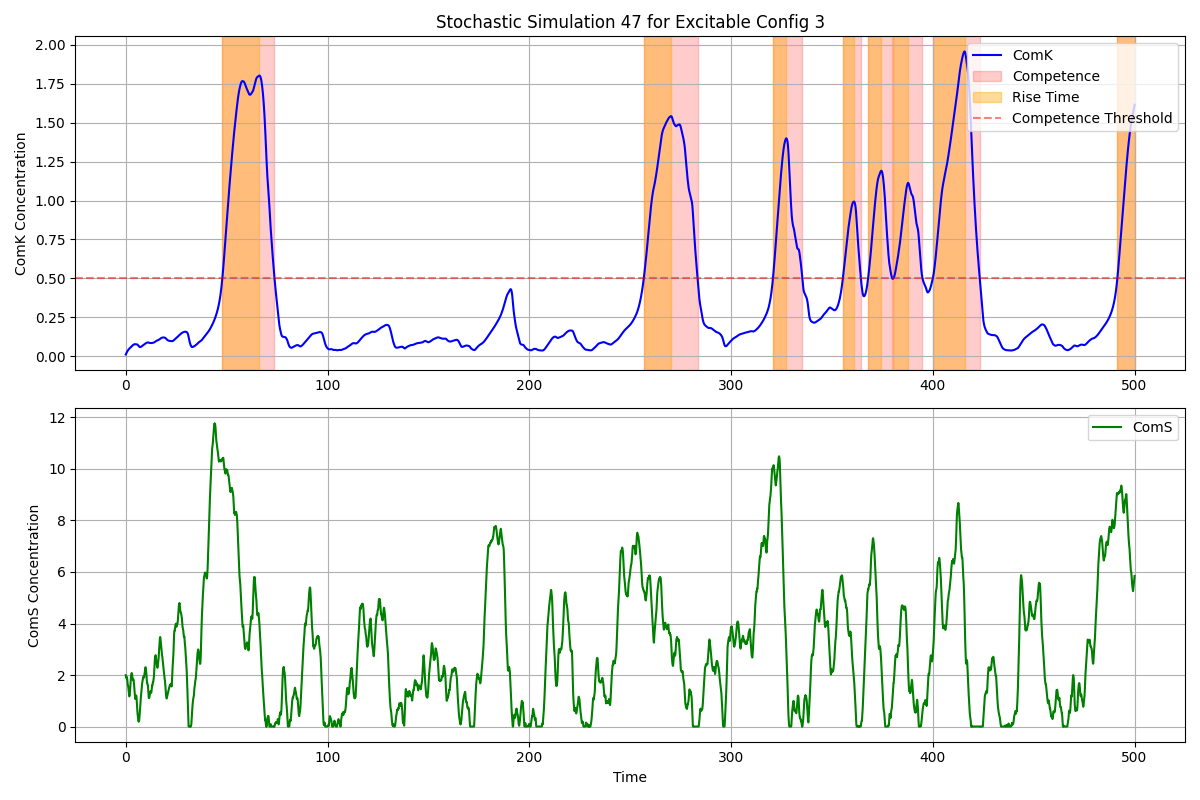 Stochastic Simulation 47 for Excitable Config 3
ComK Concentration
2.00
1.75
1.50
1.25
1.00
0.75
0.50
0.25
0.00
ComK
Competence
Rise Time
Competence Threshold
0 100 200 300 400 500
ComS Concentration
12
10
8
6
4
2
0
ComS
0 100 200 300 400 500
Time